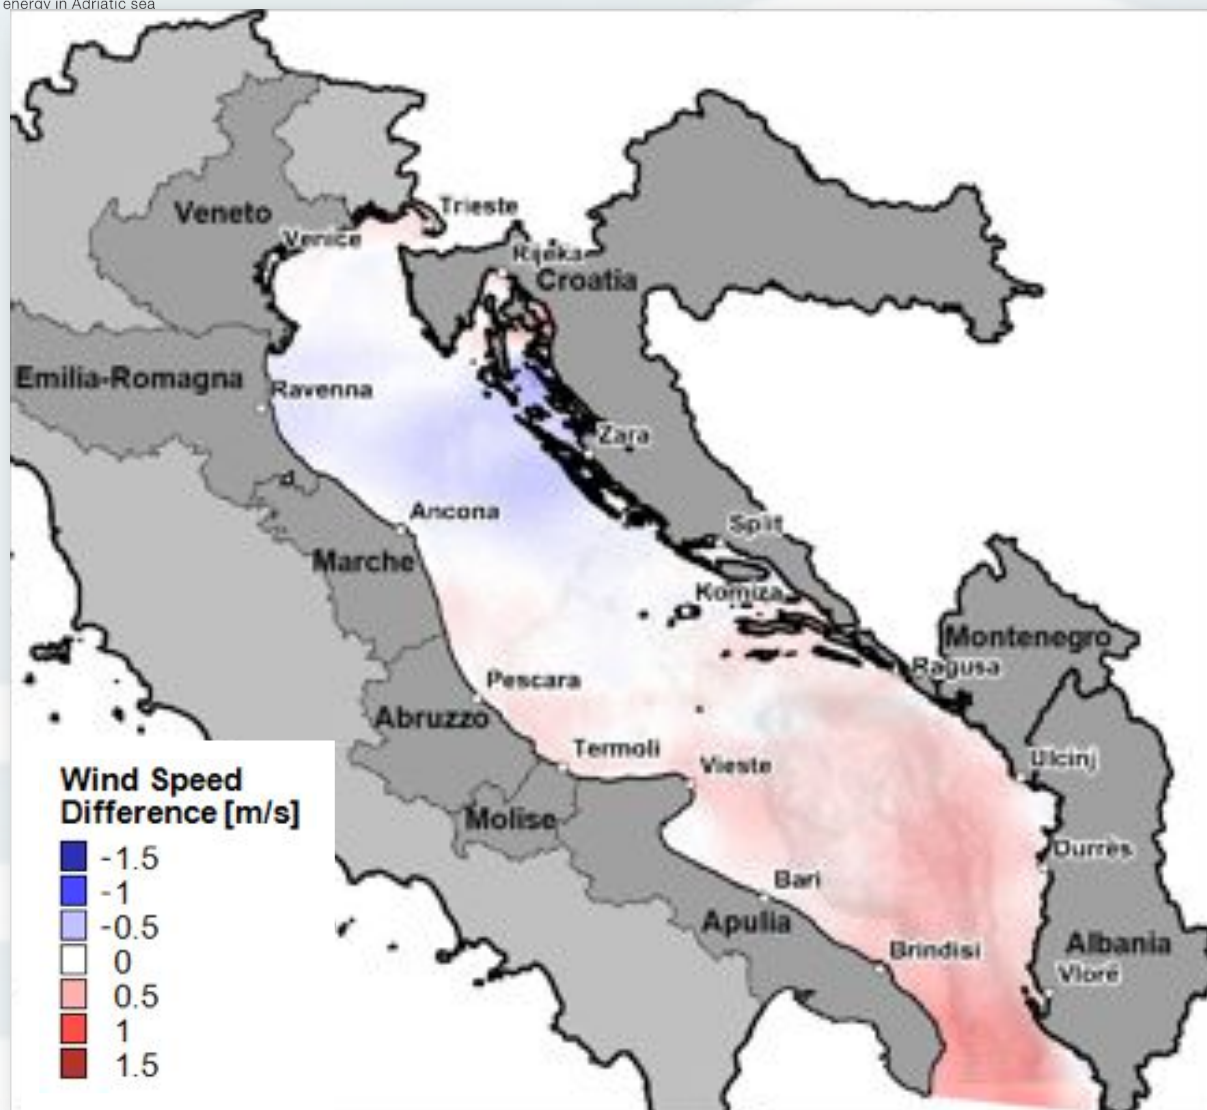 energy in Adriatic sea
Trieste
Veneto
Venice
Rijeka
Croatia
Emilia-Romagna
Ravenna
Zara
Ancona
Split
Marche
Komiza
Montenegro
Ragusa
Pescara
Abruzzo
Termoli
Vieste
Ulcinj
Wind Speed
Difference [m/s]
Molise
-1.5
Durrës
-1
Bari
-0.5
Apulia
Brindisi
Albania
0
Vlorë
0.5
1
1.5